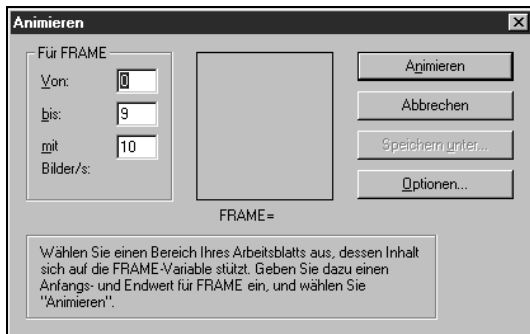 Animieren
Für FRAME
Von:
0
bis:
9
mit
10
Bilder/s:
FRAME=
Animieren
Abbrechen
Speichern unter...
Optionen...
Wählen Sie einen Bereich Ihres Arbeitsblatts aus, dessen Inhalt
sich auf die FRAME-Variable stützt. Geben Sie dazu einen
Anfangs- und Endwert für FRAME ein, und wählen Sie
"Animieren".